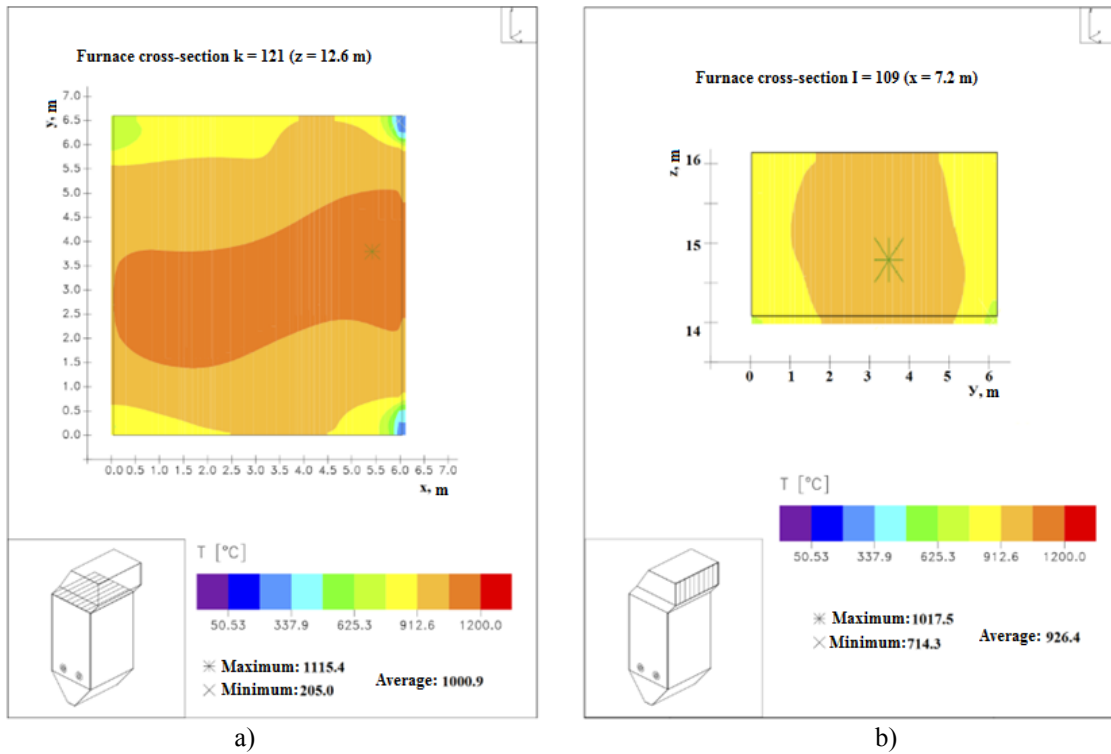 Furnace cross-section k = 121 (z = 12.6 m)
y, m
7.0
6.5
6.0
5.5
5.0
4.5
4.0
3.5
3.0
2.5
2.0
1.5
1.0
0.5
0.0
0.0 0.5 1.0 1.5 2.0 2.5 3.0 3.5 4.0 4.5 5.0 5.5 6.0 6.5 7.0
x, m
T [°C]
50.53 337.9 625.3 912.6 1200.0
Maximum: 1115.4
Minimum: 205.0
Average: 1000.9
a)
Furnace cross-section I = 109 (x = 7.2 m)
z, m
16
15
14
0 1 2 3 4 5 6
У, m
T [°C]
50.53 337.9 625.3 912.6 1200.0
Maximum: 1017.5
Minimum: 714.3
Average: 926.4
b)